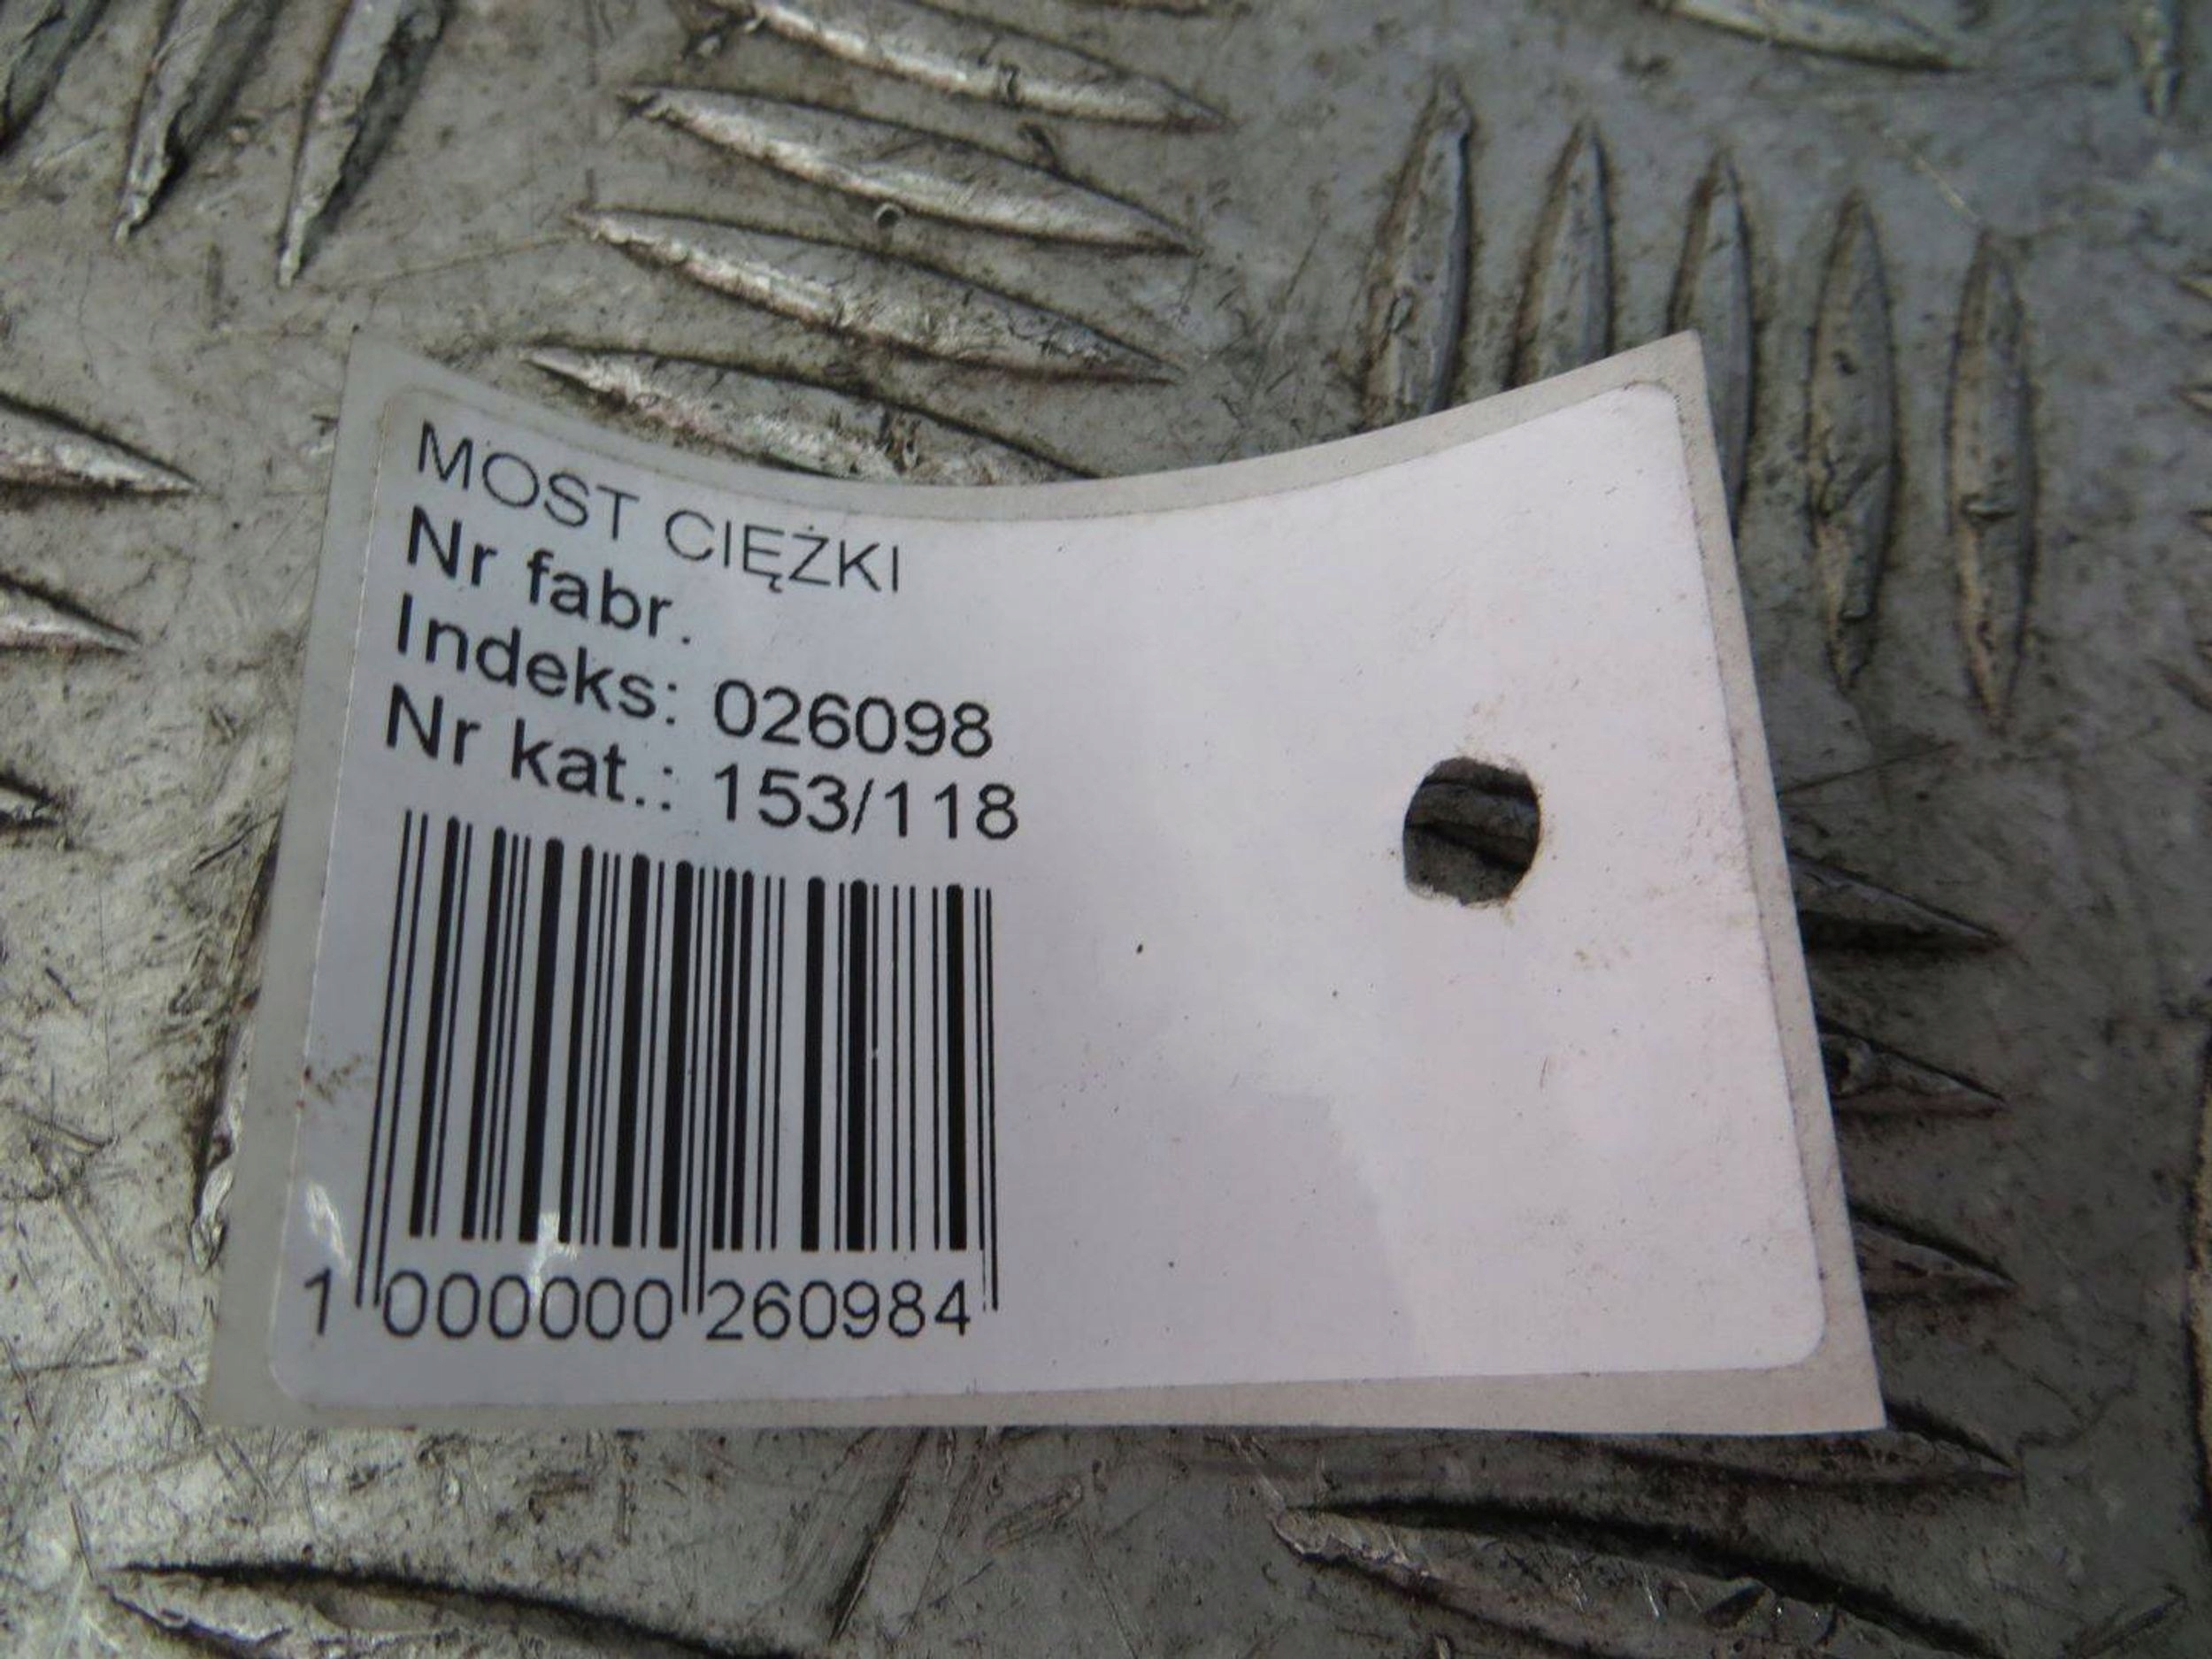 MOST CIĘŻKI
Nr fabr.
Indeks: 026098
Nr kat.: 153/118
1 000000 260984